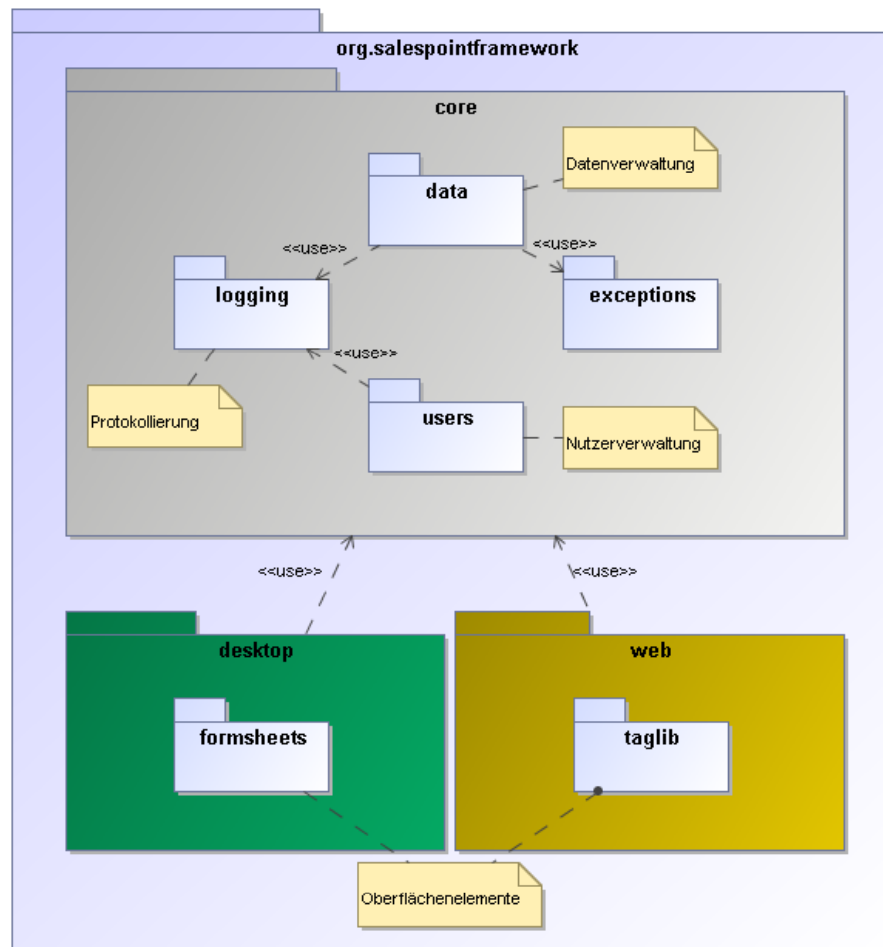 org.salespointframework
core
Datenverwaltung
data
<<use>>
<<use>>
logging
exceptions
<<use>>
Protokollierung
users
Nutzerverwaltung
<<use>>
<<use>>
desktop
web
formsheets
taglib
Oberflächenelemente